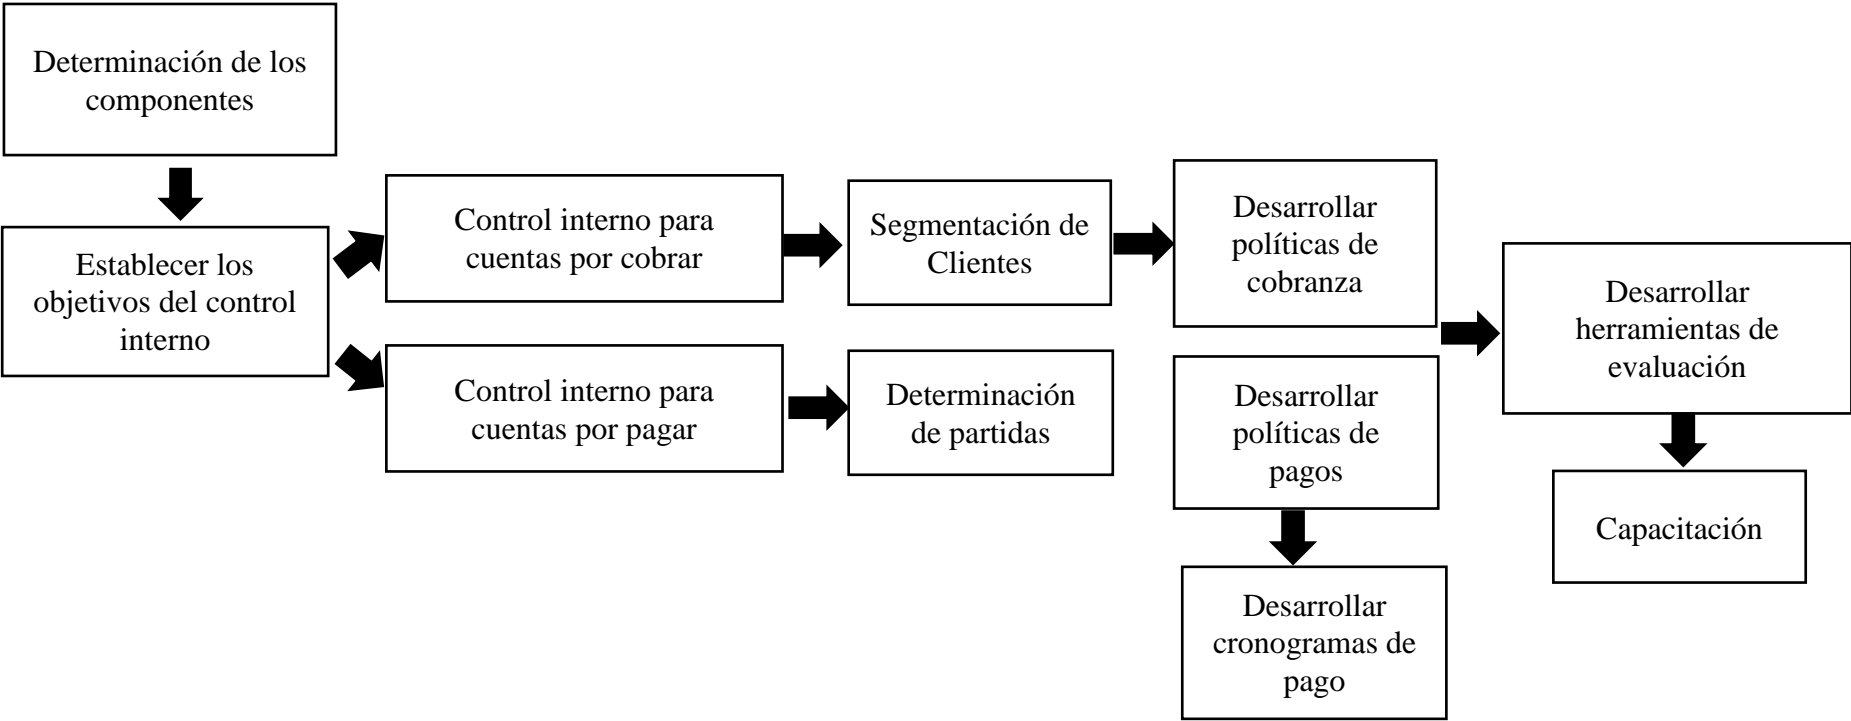 Determinación de los
componentes
Establecer los
objetivos del control
interno
Control interno para
cuentas por cobrar
Segmentación de
Clientes
Desarrollar
políticas de
cobranza
Control interno para
cuentas por pagar
Determinación
de partidas
Desarrollar
políticas de
pagos
Desarrollar
cronogramas de
pago
Desarrollar
herramientas de
evaluación
Capacitación